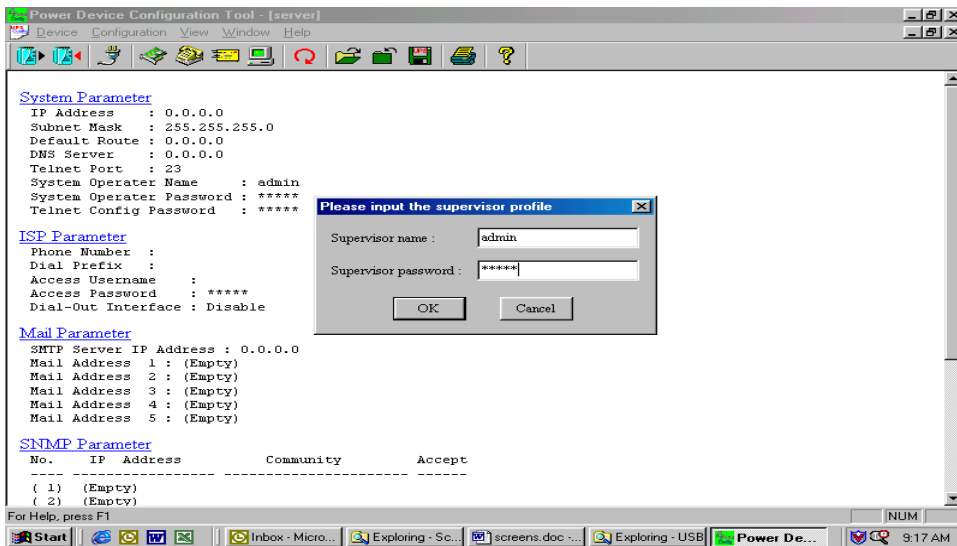 Power Device Configuration Tool - [server]
Device Configuration View Window Help
System Parameter
IP Address : 0.0.0.0
Subnet Mask : 255.255.255.0
Default Route : 0.0.0.0
DNS Server : 0.0.0.0
Telnet Port : 23
System Operater Name : admin
System Operater Password : *****
Telnet Config Password : *****
Please input the supervisor profile
Supervisor name : admin
Supervisor password : *****
OK Cancel
ISP Parameter
Phone Number :
Dial Prefix :
Access Username :
Access Password : *****
Dial-Out Interface : Disable
Mail Parameter
SMTP Server IP Address : 0.0.0.0
Mail Address 1 : (Empty)
Mail Address 2 : (Empty)
Mail Address 3 : (Empty)
Mail Address 4 : (Empty)
Mail Address 5 : (Empty)
SNMP Parameter
No. IP Address Community Accept
---- ----------------- ---------------------- ------
( 1) (Empty)
( 2) (Empty)
For Help, press F1 NUM
Start Inbox - Micro... Exploring - Sc... screens.doc -... Exploring - USB Power De... 9:17 AM